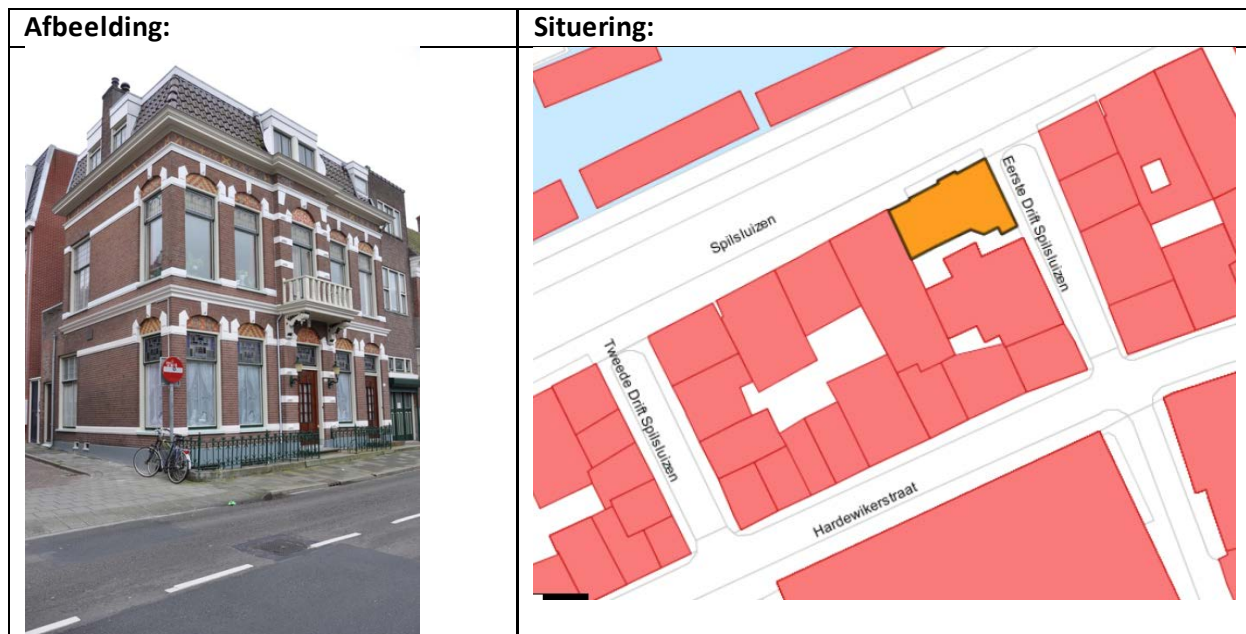 Afbeelding:
Situering:
Spilsluizen
Eerste Drift Spilsluizen
Tweede Drift Spilsluizen
Hardewikerstraat